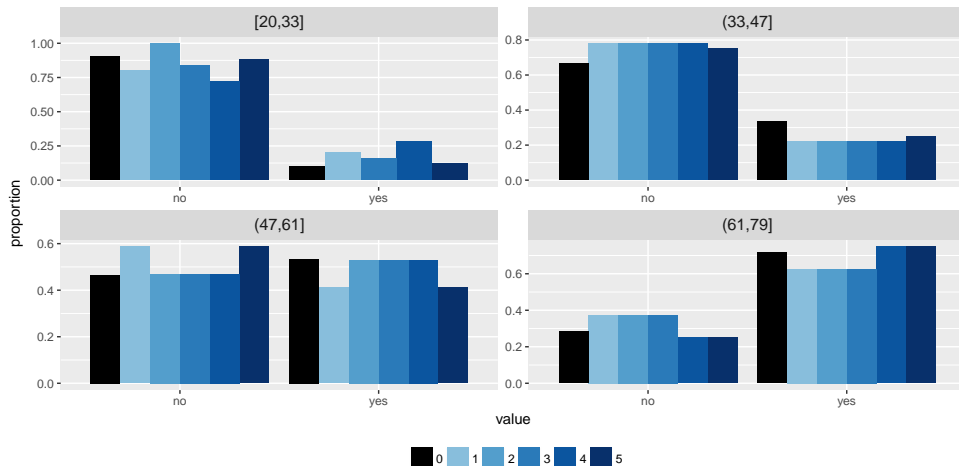 [20,33]
(33,47]
1.00
0.75
0.50
0.25
0.00
0.8
0.6
0.4
0.2
0.0
no
yes
no
yes
proportion
(47,61]
(61,79]
0.6
0.4
0.2
0.0
0.6
0.4
0.2
0.0
no
yes
no
yes
value
0 1 2 3 4 5